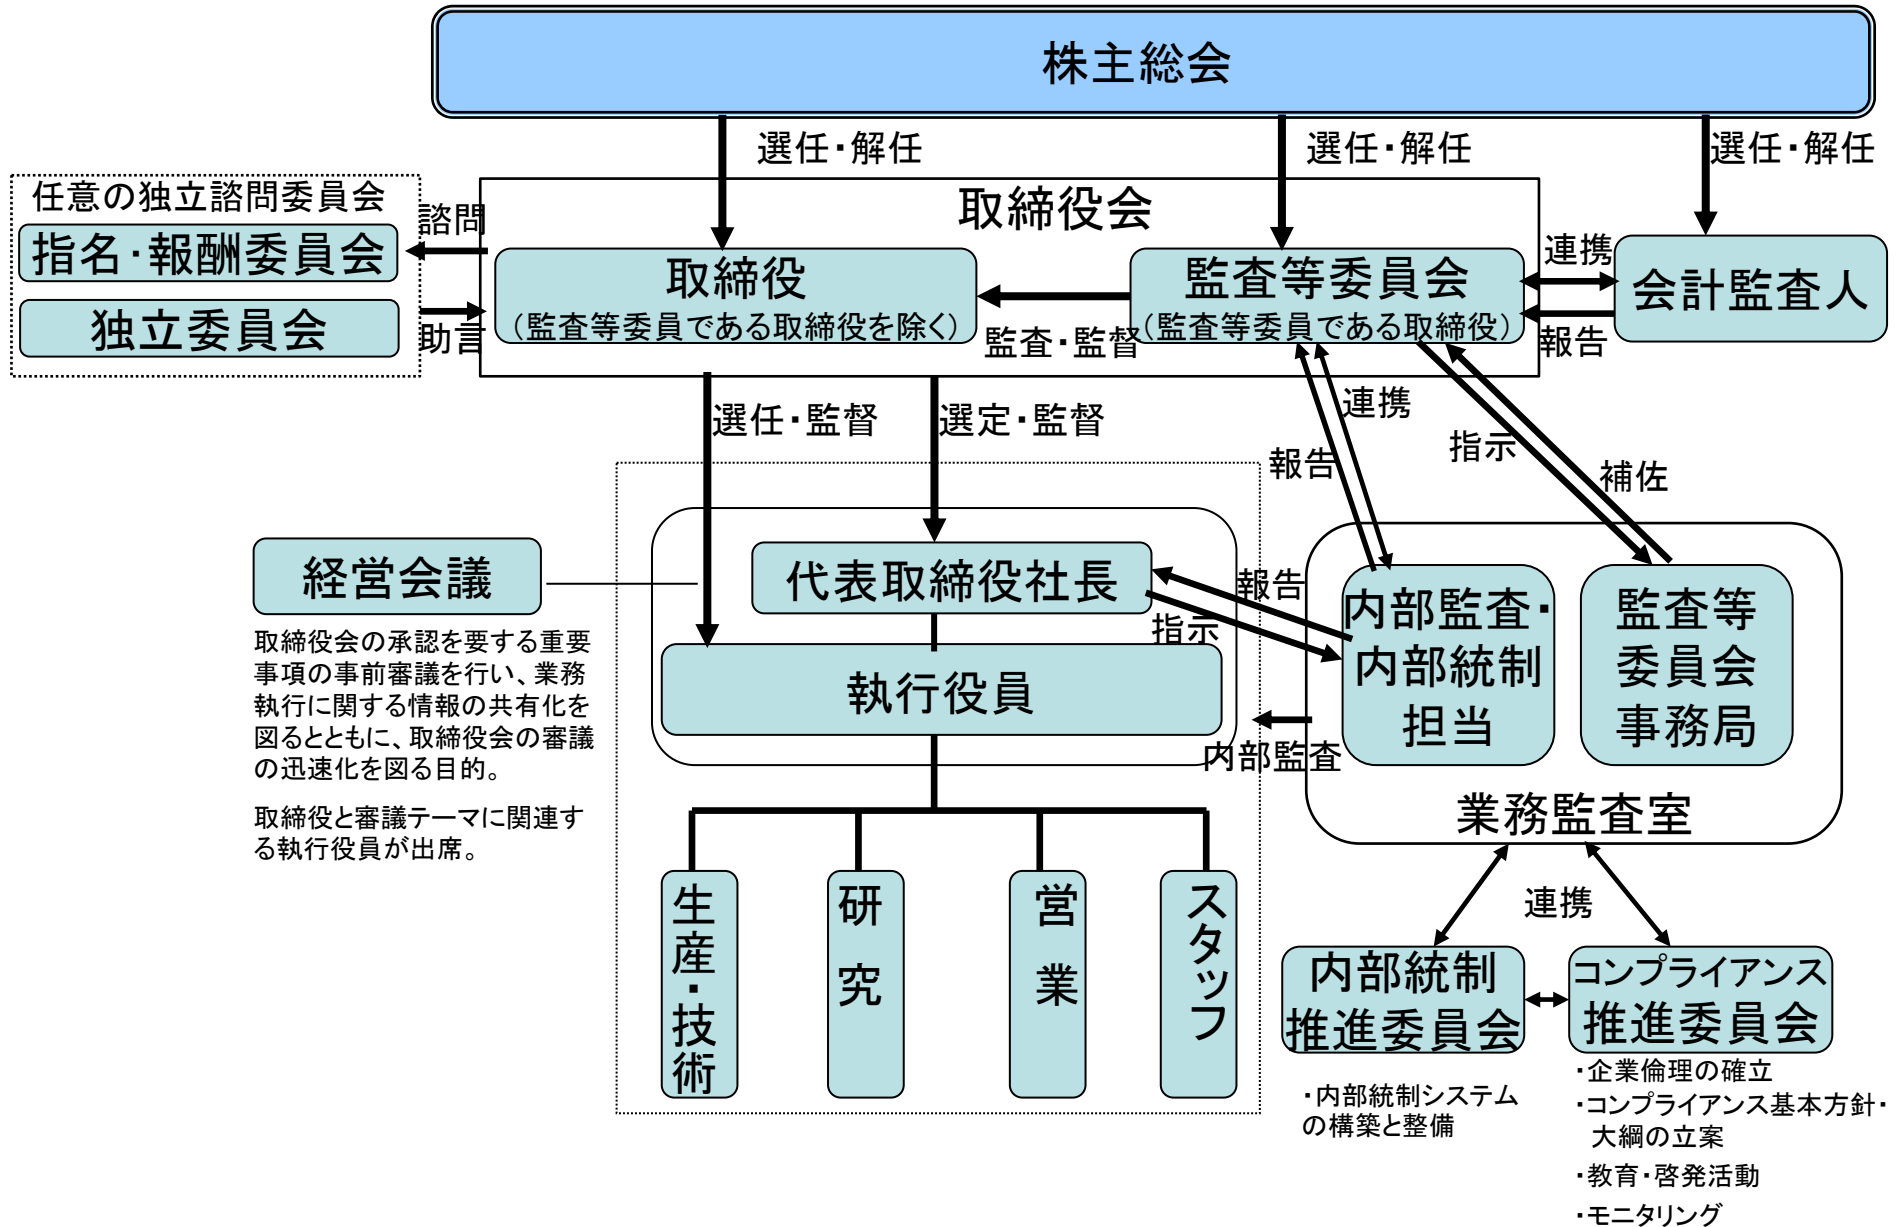 株主総会
選任・解任
選任・解任
選任・解任
任意の独立諮問委員会
指名・報酬委員会
独立委員会
諮問
助言
取締役会
取締役
（監査等委員である取締役を除く）
監査・監督
監査等委員会
（監査等委員である取締役）
連携
報告
会計監査人
選任・監督
選定・監督
連携
報告
指示
補佐
経営会議
取締役会の承認を要する重要
事項の事前審議を行い、業務
執行に関する情報の共有化を
図るとともに、取締役会の審議
の迅速化を図る目的。
取締役と審議テーマに関連す
る執行役員が出席。
代表取締役社長
執行役員
報告
指示
内部監査
内部監査・
内部統制
担当
監査等
委員会
事務局
業務監査室
生産・技術
研究
営業
スタッフ
連携
内部統制
推進委員会
コンプライアンス
推進委員会
・内部統制システム
の構築と整備
・企業倫理の確立
・コンプライアンス基本方針・
大綱の立案
・教育・啓発活動
・モニタリング